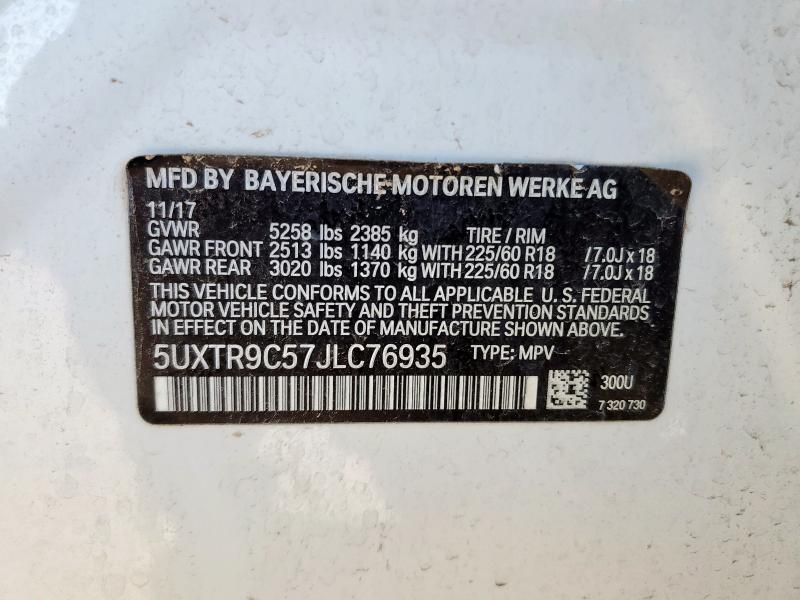 MFD BY BAYERISCHE MOTOREN WERKE AG
11/17
GVWR 5258 lbs 2385 kg TIRE / RIM
GAWR FRONT 2513 lbs 1140 kg WITH 225/60 R18 /7.0J x 18
GAWR REAR 3020 lbs 1370 kg WITH 225/60 R18 /7.0J x 18
THIS VEHICLE CONFORMS TO ALL APPLICABLE U. S. FEDERAL
MOTOR VEHICLE SAFETY AND THEFT PREVENTION STANDARDS
IN EFFECT ON THE DATE OF MANUFACTURE SHOWN ABOVE.
5UXTR9C57JLC76935 TYPE: MPV
300U
7 320 730